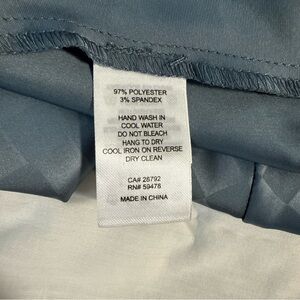 97% POLYESTER
3% SPANDEX
HAND WASH IN
COOL WATER
DO NOT BLEACH
HANG TO DRY
COOL IRON ON REVERSE
DRY CLEAN
CA# 28792
RN# 59478
MADE IN CHINA